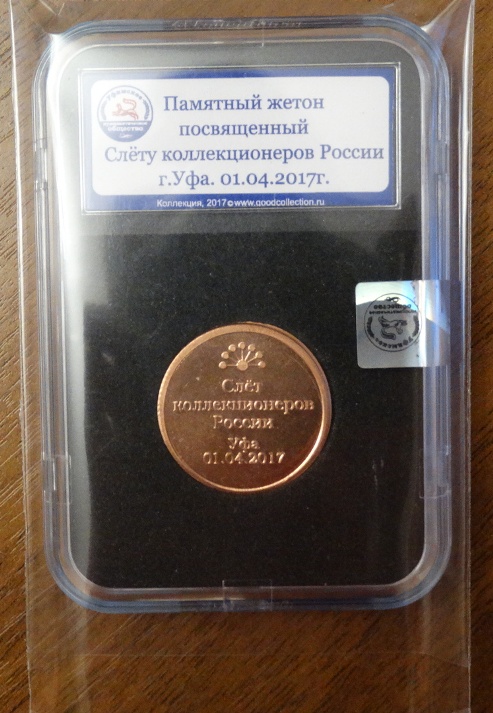 Памятный жетон
посвященный
Слёту коллекционеров России
г.Уфа. 01.04.2017г.
Коллекция, 2017©www.goodcollection.ru
Слёт
коллекционеров
России
Уфа
01.04.2017